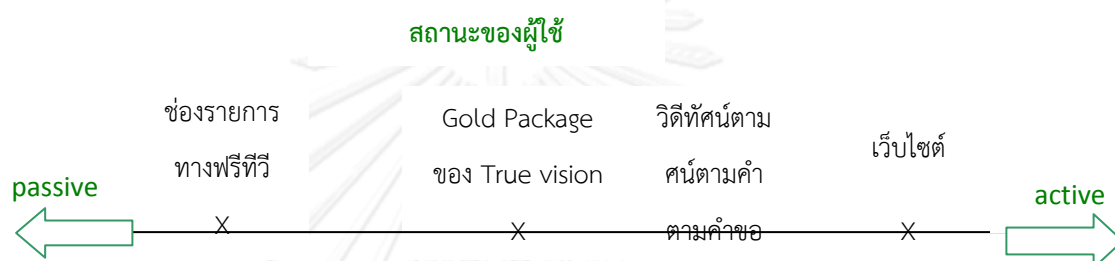 สถานะของผู้ใช้
ช่องรายการ
ทางฟรีทีวี
Gold Package
ของ True vision
วิดีทัศน์ตาม
ศน์ตามคำ
ตามคำขอ
เว็บไซต์
passive
active
X
X
X